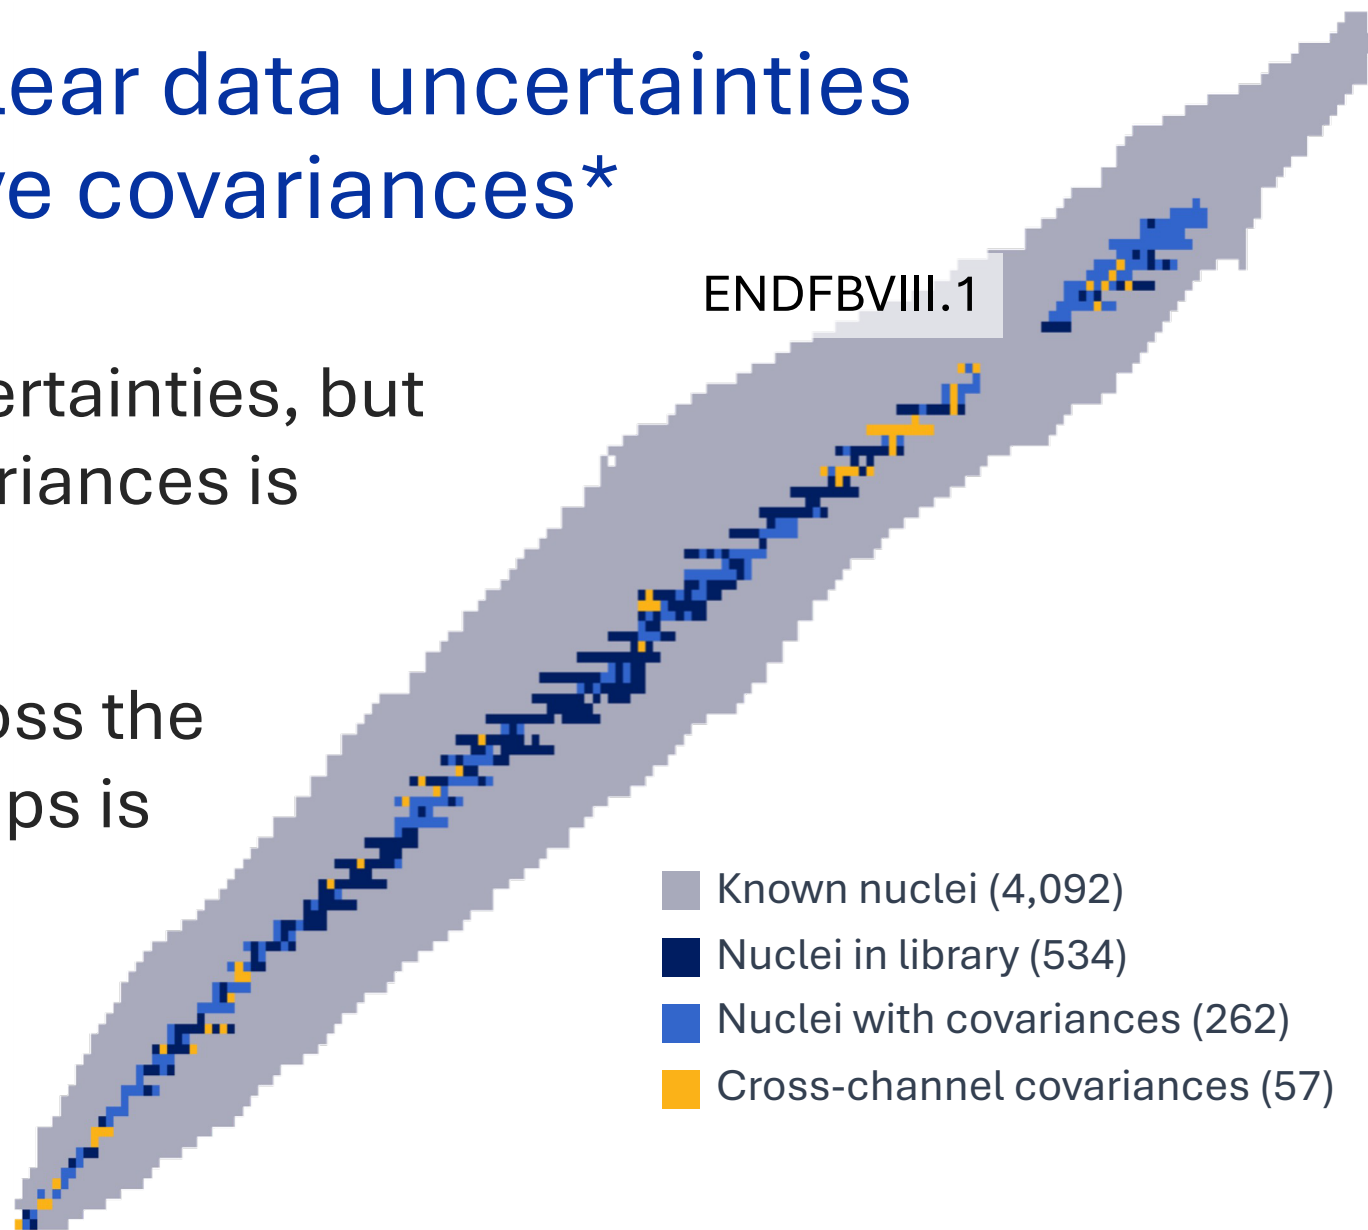 lear data uncertainties
ve covariances*
ENDFBVIII.1
ertainties, but
ariances is
oss the
ps is
Known nuclei (4,092)
Nuclei in library (534)
Nuclei with covariances (262)
Cross-channel covariances (57)